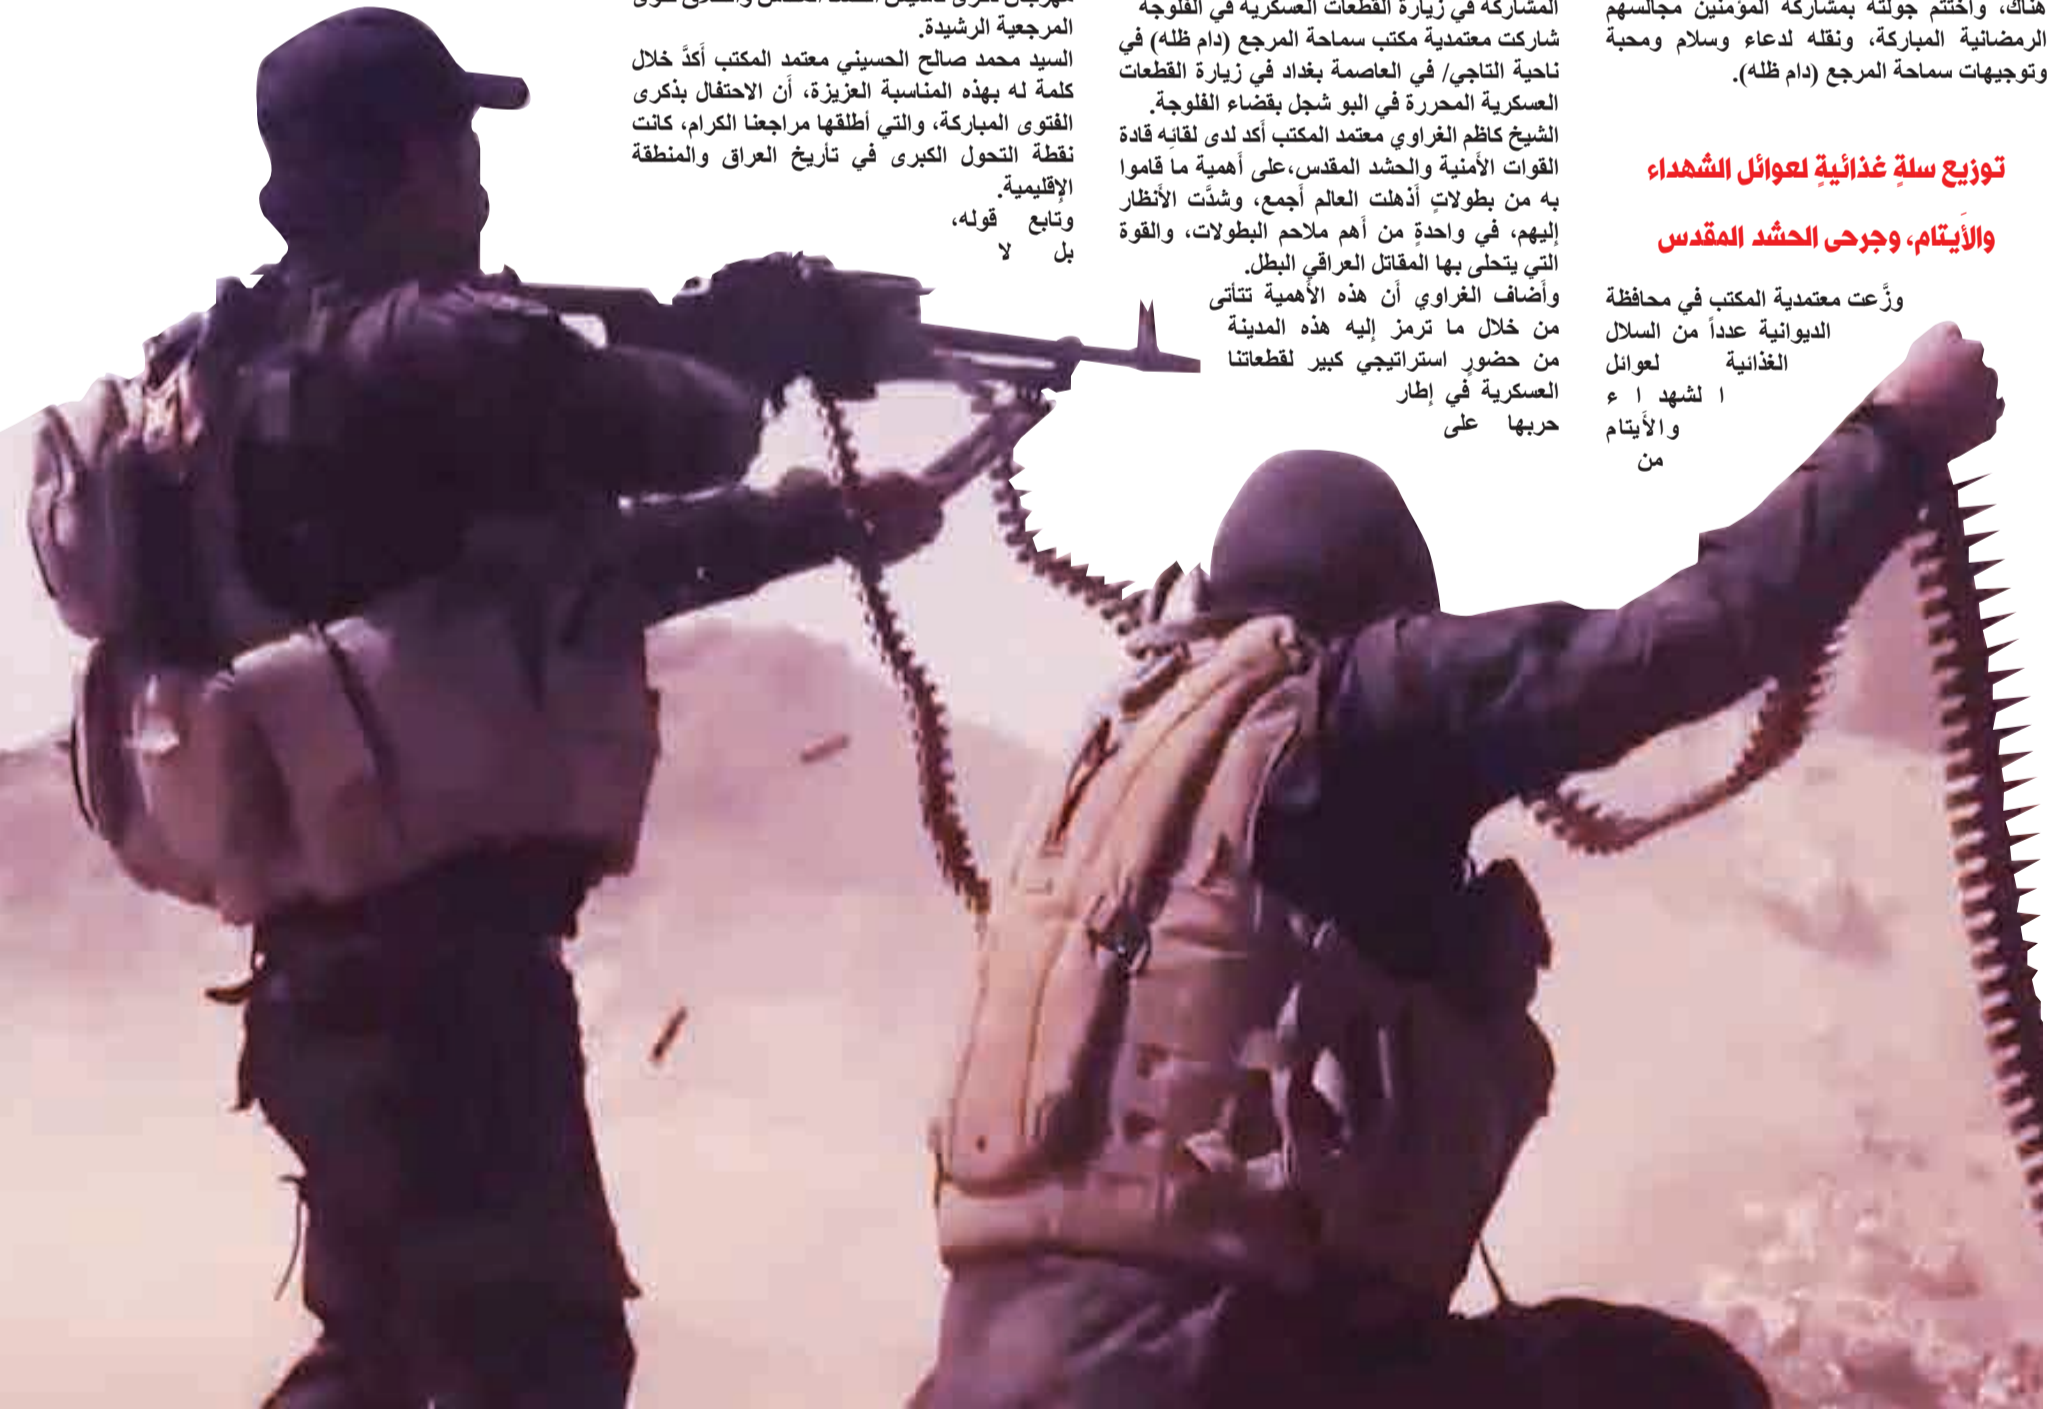 هناك، واختتم جولته بمشاركة المؤمنين مجالسهم
الرمضانية المباركة، ونقله لدعاء وسلام ومحبة
وتوجيهات سماحة المرجع (دام ظله).
توزيع سلةٍ غذائيةٍ لعوائل الشهداء
والأيتام، وجرحى الحشد المقدس
وزَّعت معتمدية المكتب في محافظة
الديوانية عدداً من السلال
الغذائية لعوائل
الشهداء
والأيتام
من
المشاركة في زيارة القطعات العسكرية في الفلوجة
شاركت معتمدية مكتب سماحة المرجع (دام ظله) في
ناحية التاجي/ في العاصمة بغداد في زيارة القطعات
العسكرية المحررة في البو شجل بقضاء الفلوجة.
الشيخ كاظم الغراوي معتمد المكتب أكد لدى لقائه قادة
القوات الأمنية والحشد المقدس،على أهمية ما قاموا
به من بطولاتٍ أذهلت العالم أجمع، وشدَّت الأنظار
إليهم، في واحدةٍ من أهم ملاحم البطولات، والقوة
التي يتحلى بها المقاتل العراقي البطل.
وأضاف الغراوي أن هذه الأهمية تتأتى
من خلال ما ترمز إليه هذه المدينة
من حضورٍ استراتيجي كبير لقطعاتنا
العسكرية في إطار
حربها على
المرجعية الرشيدة.
السيد محمد صالح الحسيني معتمد المكتب أكدَّ خلال
كلمة له بهذه المناسبة العزيزة، أن الاحتفال بذكرى
الفتوى المباركة، والتي أطلقها مراجعنا الكرام، كانت
نقطة التحول الكبرى في تأريخ العراق والمنطقة
الإقليمية.
وتابع قوله،
بل لا